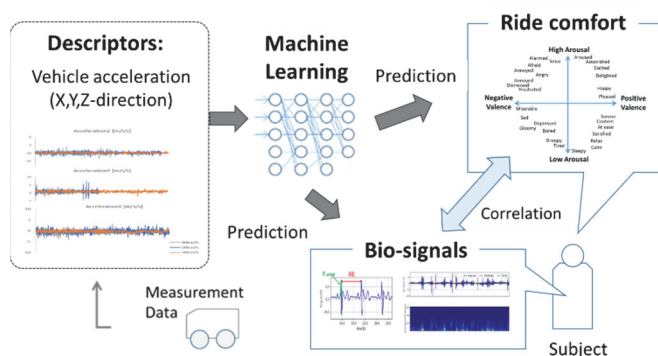 Descriptors:
Vehicle acceleration
(X,Y,Z-direction)
Machine
Learning
Prediction
Ride comfort
High Arousal
Alarmed
Afraid
Tense
Annoyed
Angry
Annoyed
Distressed
Frustrated
Aroused
Astonished
Excited
Delighted
Happy
Pleased
Negative
Valence
Positive
Valence
Miserable
Sad
Gloomy
Depressed
Bored
Droopy
Tired
Sleepy
Serene
Content
At ease
Satisfied
Relax
Calm
Low Arousal
Prediction
Correlation
Bio-signals
Measurement
Data
Subject